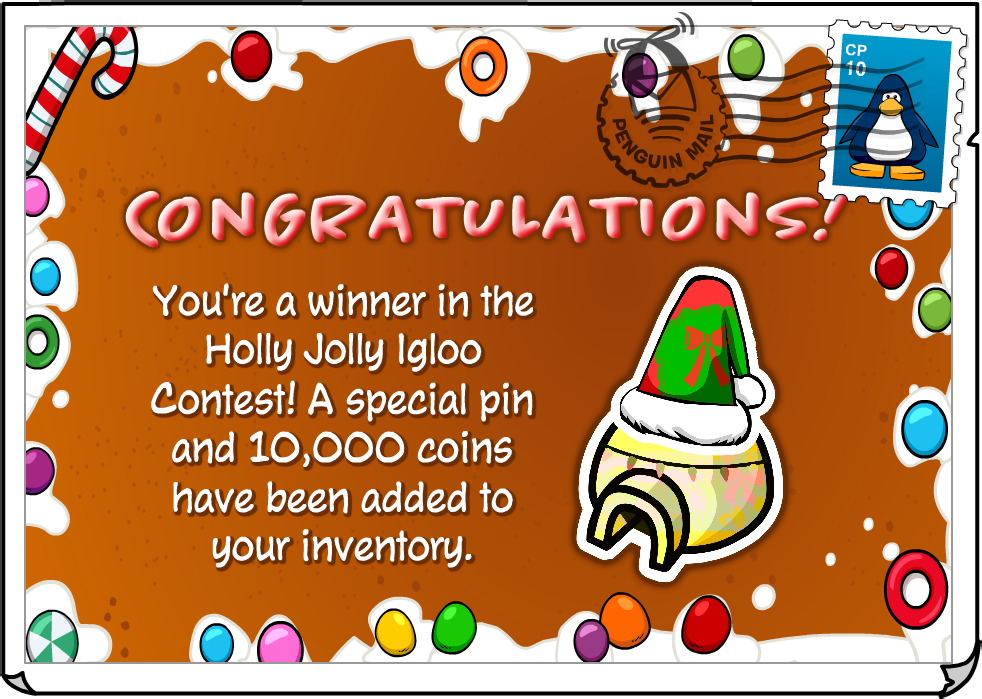 CP
10
PENGUIN MAIL
CONGRATULATIONS!
You're a winner in the
Holly Jolly Igloo
Contest! A special pin
and 10,000 coins
have been added to
your inventory.